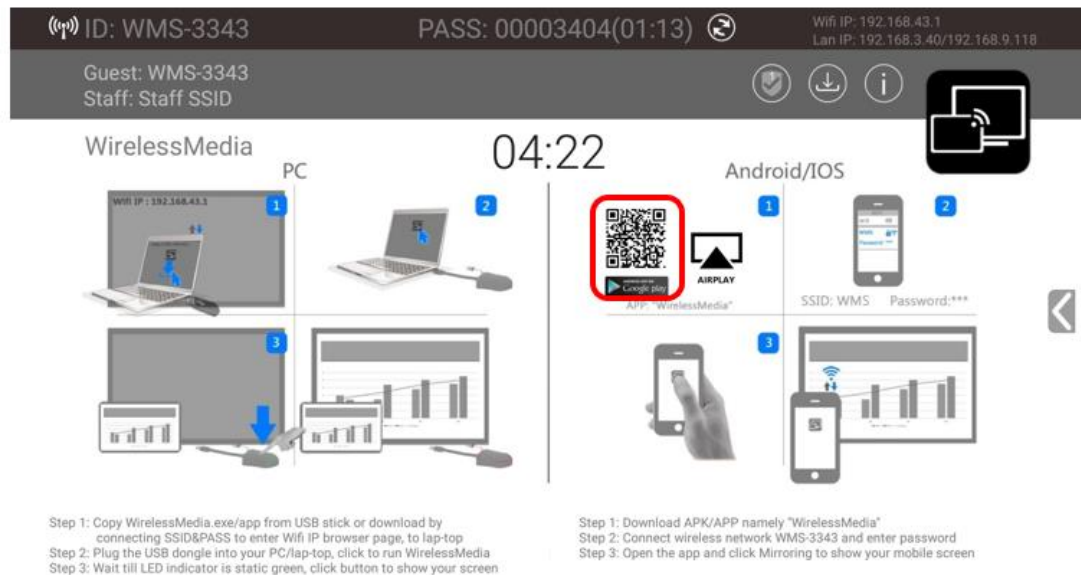 ID: WMS-3343
PASS: 00003404(01:13)
Wifi IP: 192.168.43.1
Lan IP: 192.168.3.40/192.168.9.118
Guest: WMS-3343
Staff: Staff SSID
WirelessMedia
04:22
PC
Android/IOS
Wifi IP : 192.168.43.1
1
2
3
1
AIRPLAY
Google play
APP: "WirelessMedia"
2
WMS
Password:***
SSID: WMS Password:***
3
Step 1: Copy WirelessMedia.exe/app from USB stick or download by
connecting SSID&PASS to enter Wifi IP browser page, to lap-top
Step 2: Plug the USB dongle into your PC/lap-top, click to run WirelessMedia
Step 3: Wait till LED indicator is static green, click button to show your screen
Step 1: Download APK/APP namely "WirelessMedia"
Step 2: Connect wireless network WMS-3343 and enter password
Step 3: Open the app and click Mirroring to show your mobile screen